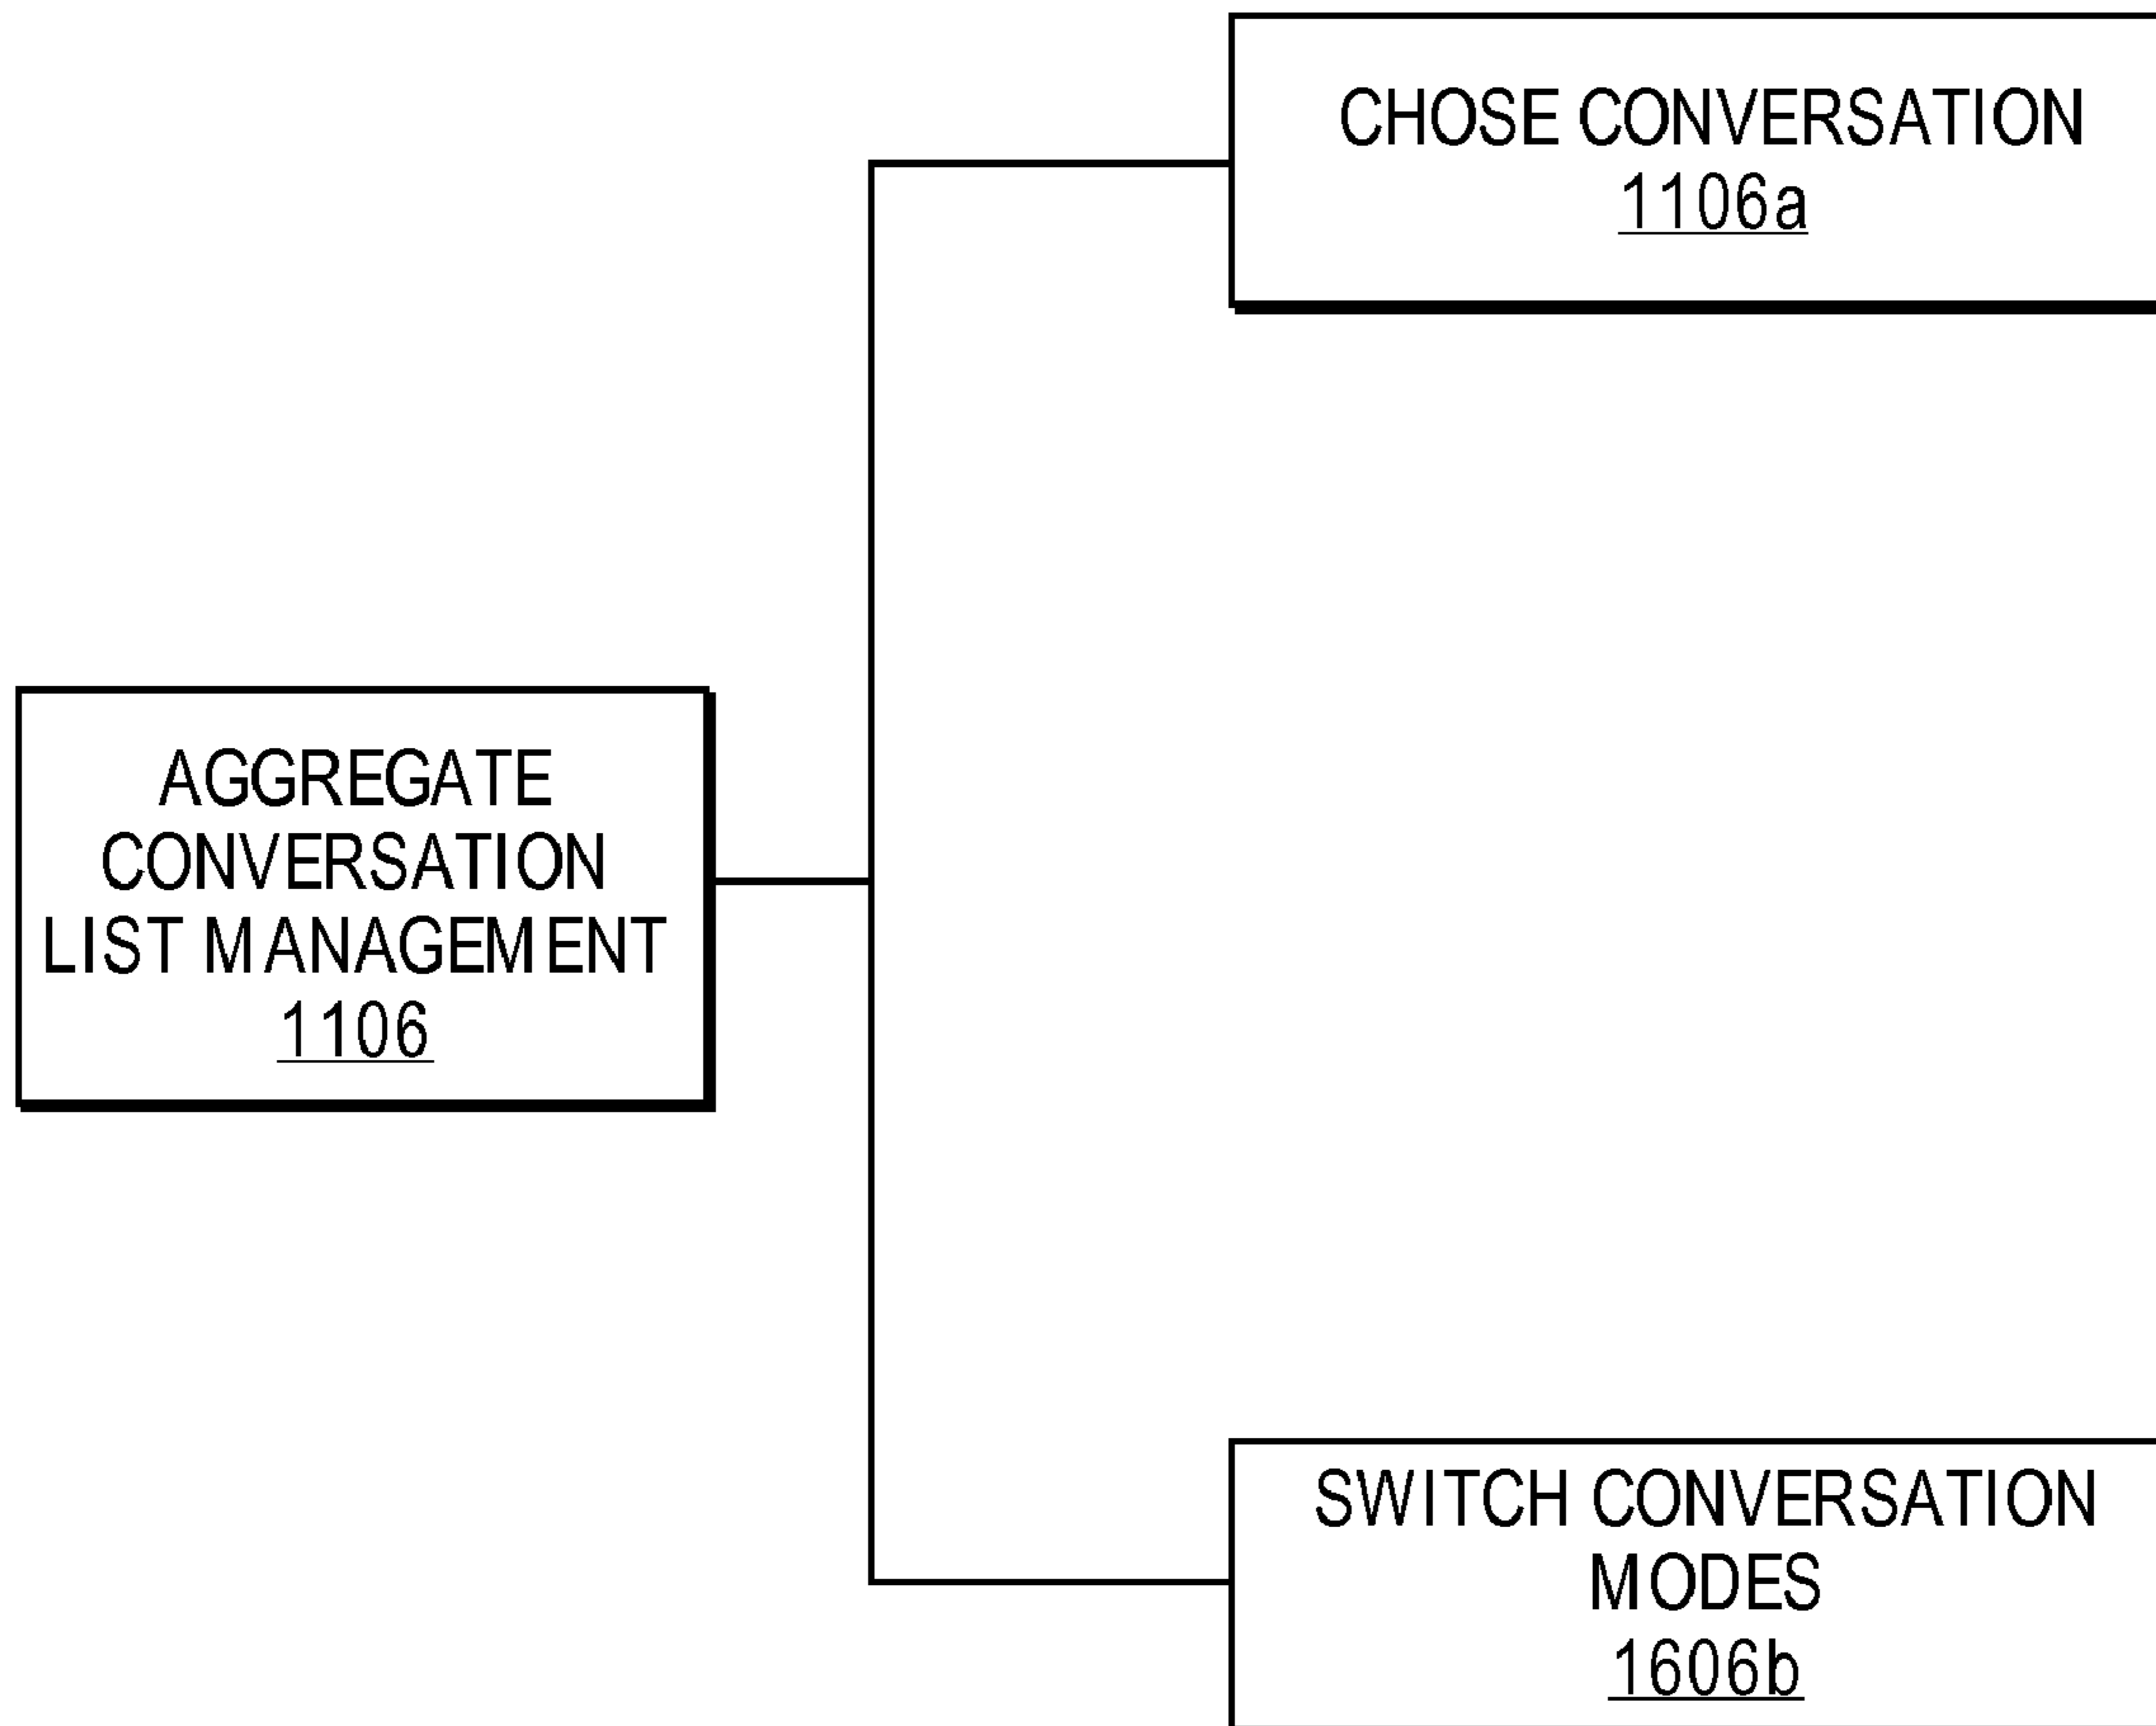 CHOSE CONVERSATION
1106a
AGGREGATE
CONVERSATION
LIST MANAGEMENT
1106
SWITCH CONVERSATION
MODES
1606b